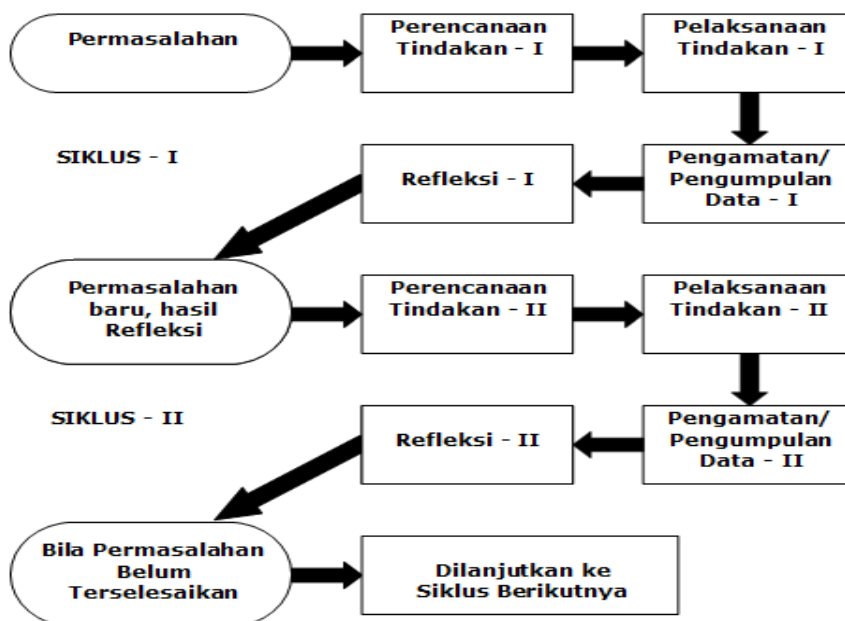 Permasalahan
Perencanaan
Tindakan - I
Pelaksanaan
Tindakan - I
SIKLUS - I
Refleksi - I
Pengamatan/
Pengumpulan
Data - I
Permasalahan
baru, hasil
Refleksi
Perencanaan
Tindakan - II
Pelaksanaan
Tindakan - II
SIKLUS - II
Refleksi - II
Pengamatan/
Pengumpulan
Data - II
Bila Permasalahan
Belum
Terselesaikan
Dilanjutkan ke
Siklus Berikutnya